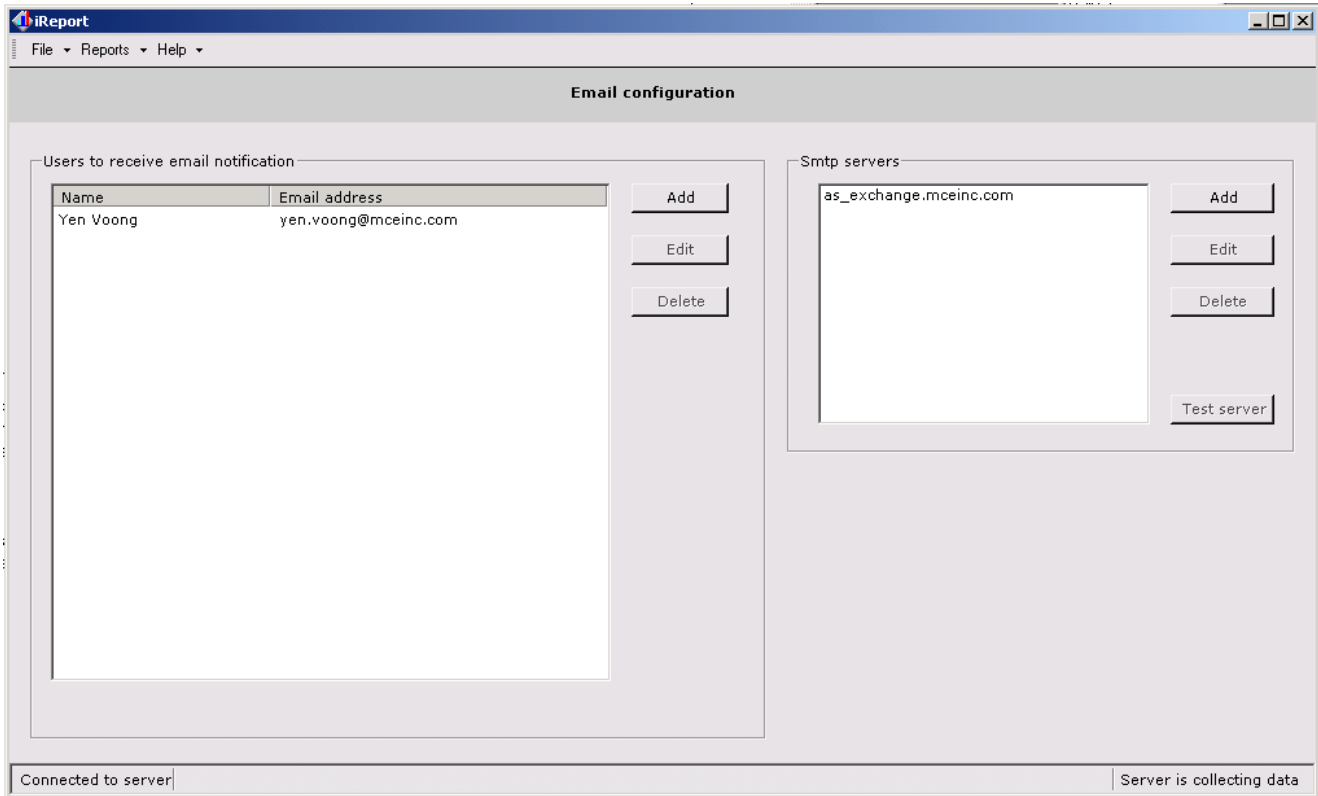 iReport
File Reports Help
Email configuration
Users to receive email notification
Name Email address
Yen Voong yen.voong@mceinc.com
Add
Edit
Delete
Smtp servers
as_exchange.mceinc.com
Add
Edit
Delete
Test server
Connected to server
Server is collecting data